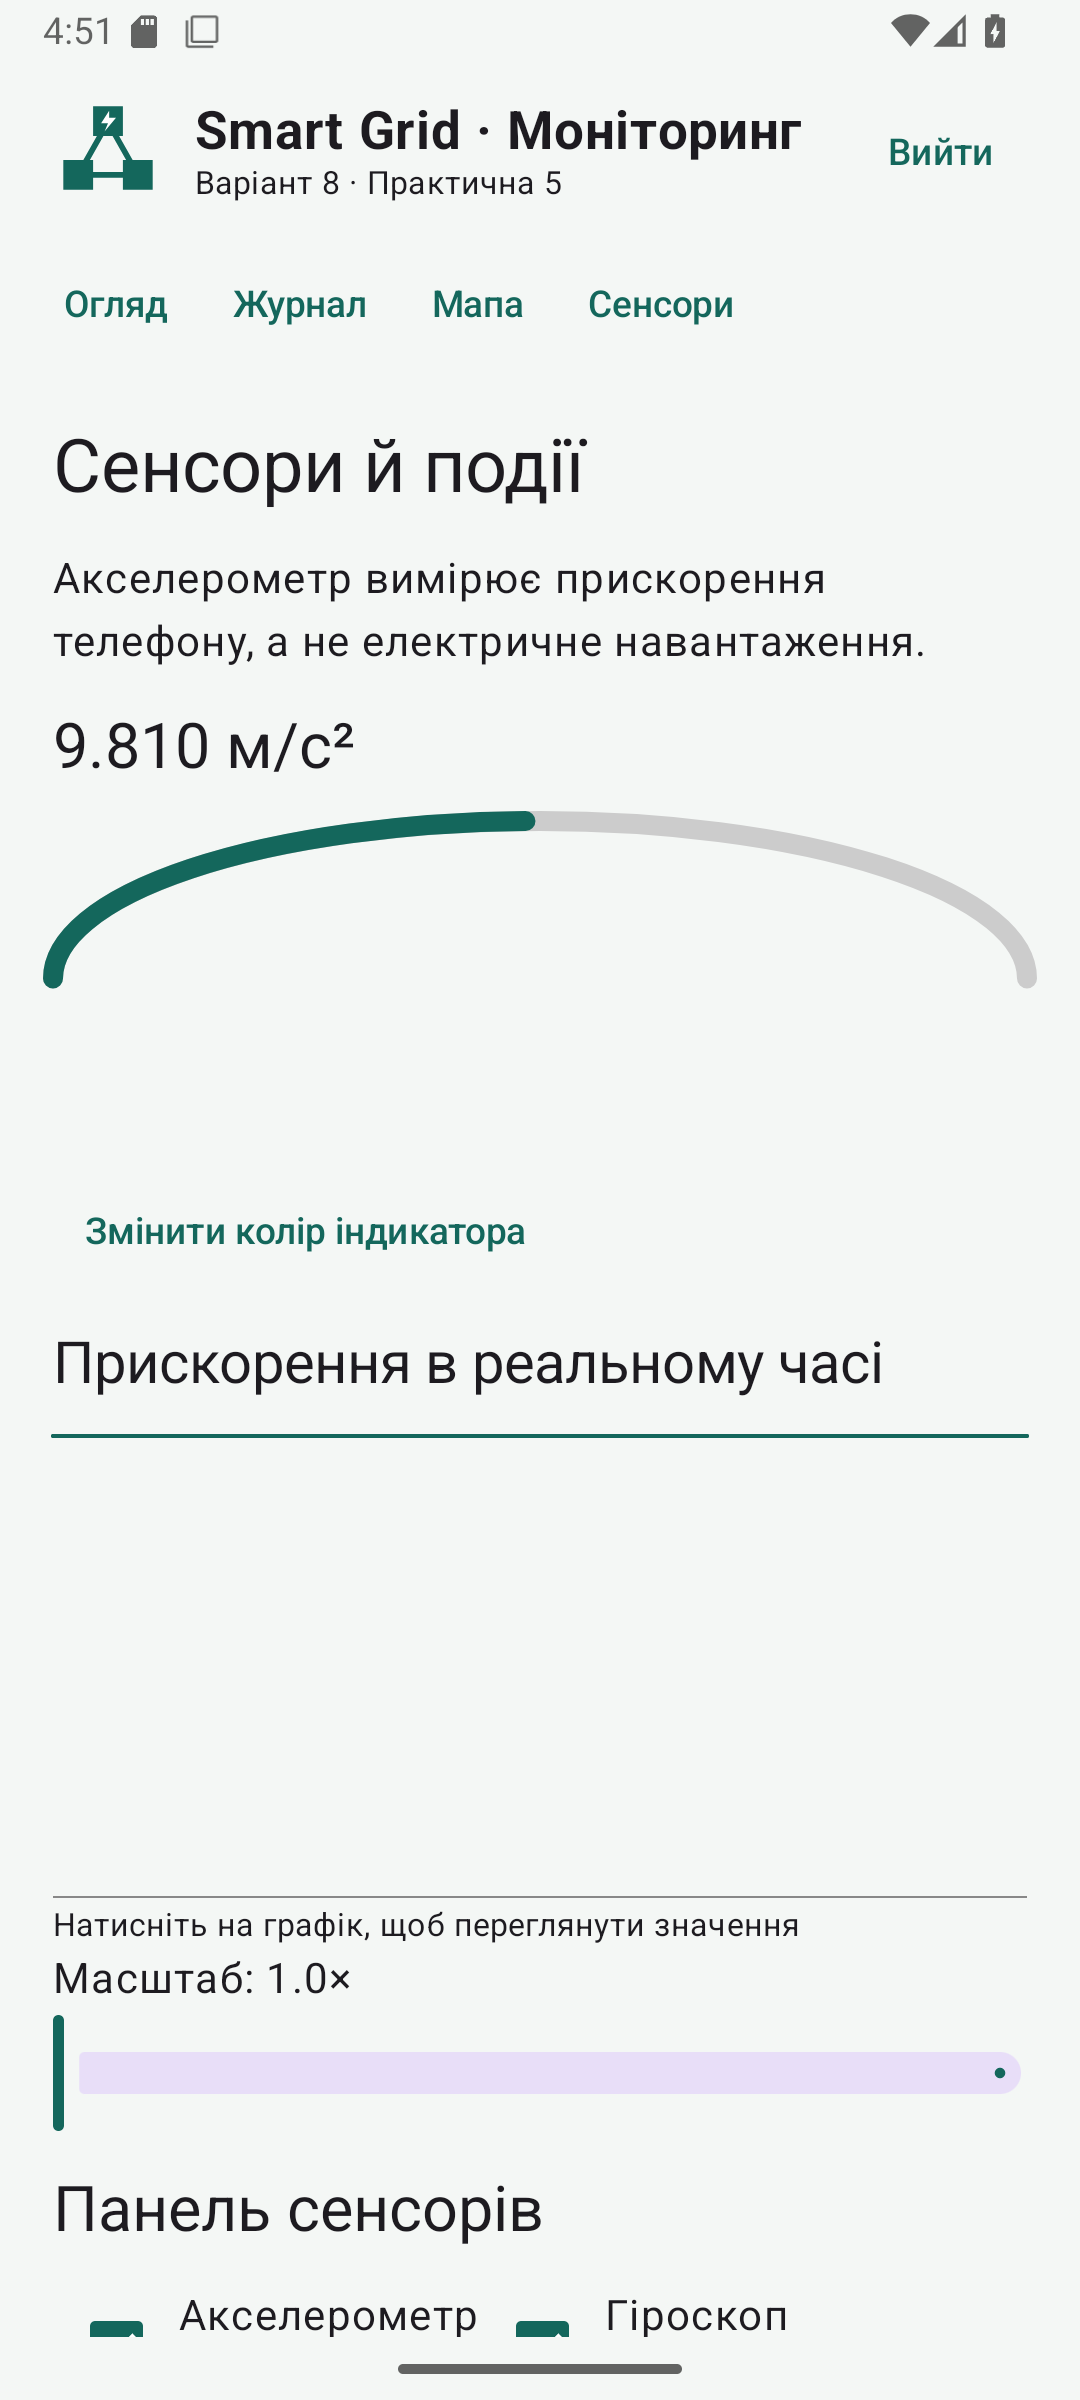 4:51
Smart Grid · Моніторинг
Варіант 8 · Практична 5
Вийти
Огляд
Журнал
Мапа
Сенсори
Сенсори й події
Акселерометр вимірює прискорення
телефону, а не електричне навантаження.
9.810 м/с²
Змінити колір індикатора
Прискорення в реальному часі
Натисніть на графік, щоб переглянути значення
Масштаб: 1.0×
Панель сенсорів
Акселерометр
Гіроскоп